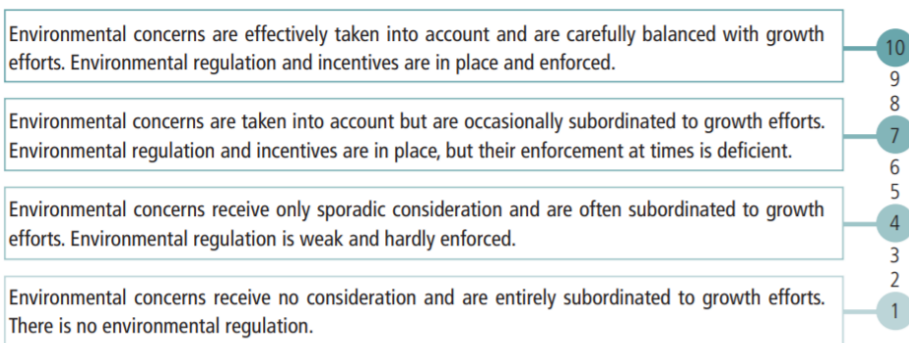 Environmental concerns are effectively taken into account and are carefully balanced with growth
efforts. Environmental regulation and incentives are in place and enforced.
10
9
8
Environmental concerns are taken into account but are occasionally subordinated to growth efforts.
Environmental regulation and incentives are in place, but their enforcement at times is deficient.
7
6
5
Environmental concerns receive only sporadic consideration and are often subordinated to growth
efforts. Environmental regulation is weak and hardly enforced.
4
3
2
Environmental concerns receive no consideration and are entirely subordinated to growth efforts.
There is no environmental regulation.
1